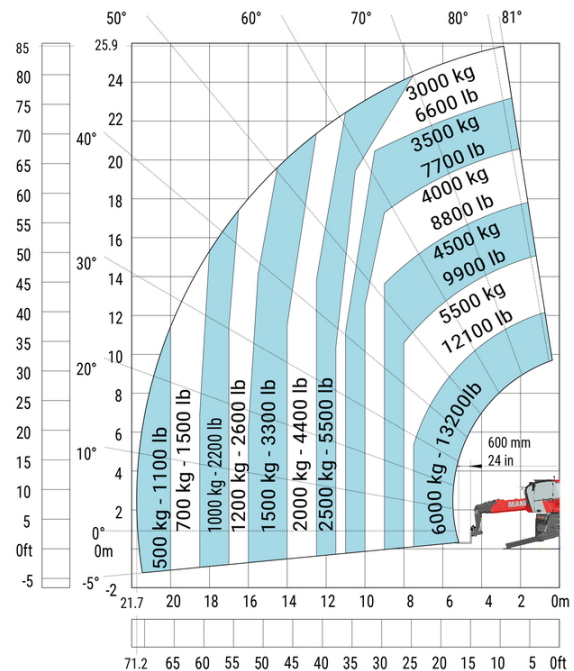 50° 60° 70° 80° 81°
85 25.9
80 24
75 22
70 40° 20
65
60 18
55 16
50
45 30° 14
40 12
35
30 20° 10
25 8
20 6
15 10° 4
10 2
5 0°
0ft 0m
-5 -5° -2
3000 kg
6600 lb
3500 kg
7700 lb
4000 kg
8800 lb
4500 kg
9900 lb
5500 kg
12100 lb
6000 kg - 13200lb
500 kg - 1100 lb
700 kg - 1500 lb
1000 kg - 2200 lb
1200 kg - 2600 lb
1500 kg - 3300 lb
2000 kg - 4400 lb
2500 kg - 5500 lb
600 mm
24 in
21.7 20 18 16 14 12 10 8 6 4 2 0m
71.2 65 60 55 50 45 40 35 30 25 20 15 10 5 0ft